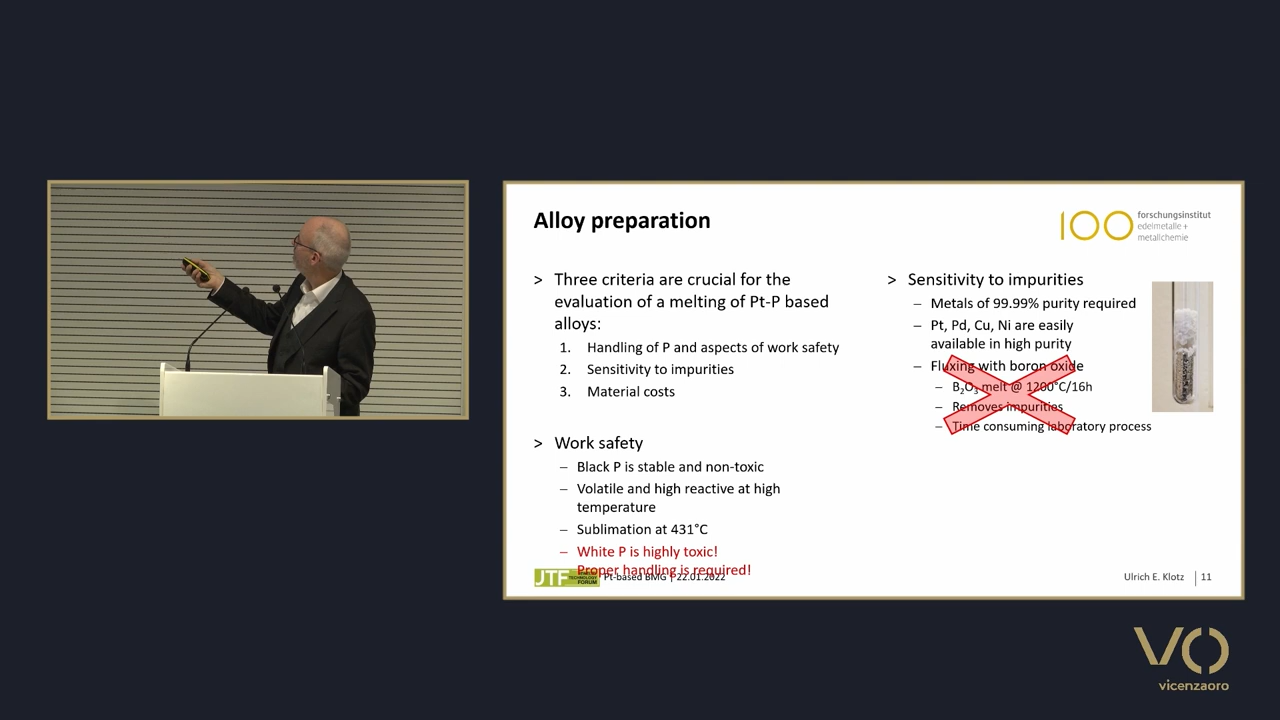 Alloy preparation
100 forschungsinstitut
edelmetalle +
metallchemie
> Three criteria are crucial for the
evaluation of a melting of Pt-P based
alloys:
1. Handling of P and aspects of work safety
2. Sensitivity to impurities
3. Material costs
> Work safety
– Black P is stable and non-toxic
– Volatile and high reactive at high
temperature
– Sublimation at 431°C
– White P is highly toxic!
Proper handling is required!
> Sensitivity to impurities
– Metals of 99.99% purity required
– Pt, Pd, Cu, Ni are easily
available in high purity
– Fluxing with boron oxide
– B₂O₃ melt @ 1200°C/16h
– Removes impurities
– Time consuming laboratory process
JTF
TECHNOLOGY
FORUM
Pt-based BMG | 22.01.2022
Ulrich E. Klotz | 11
VO
vicenzaoro